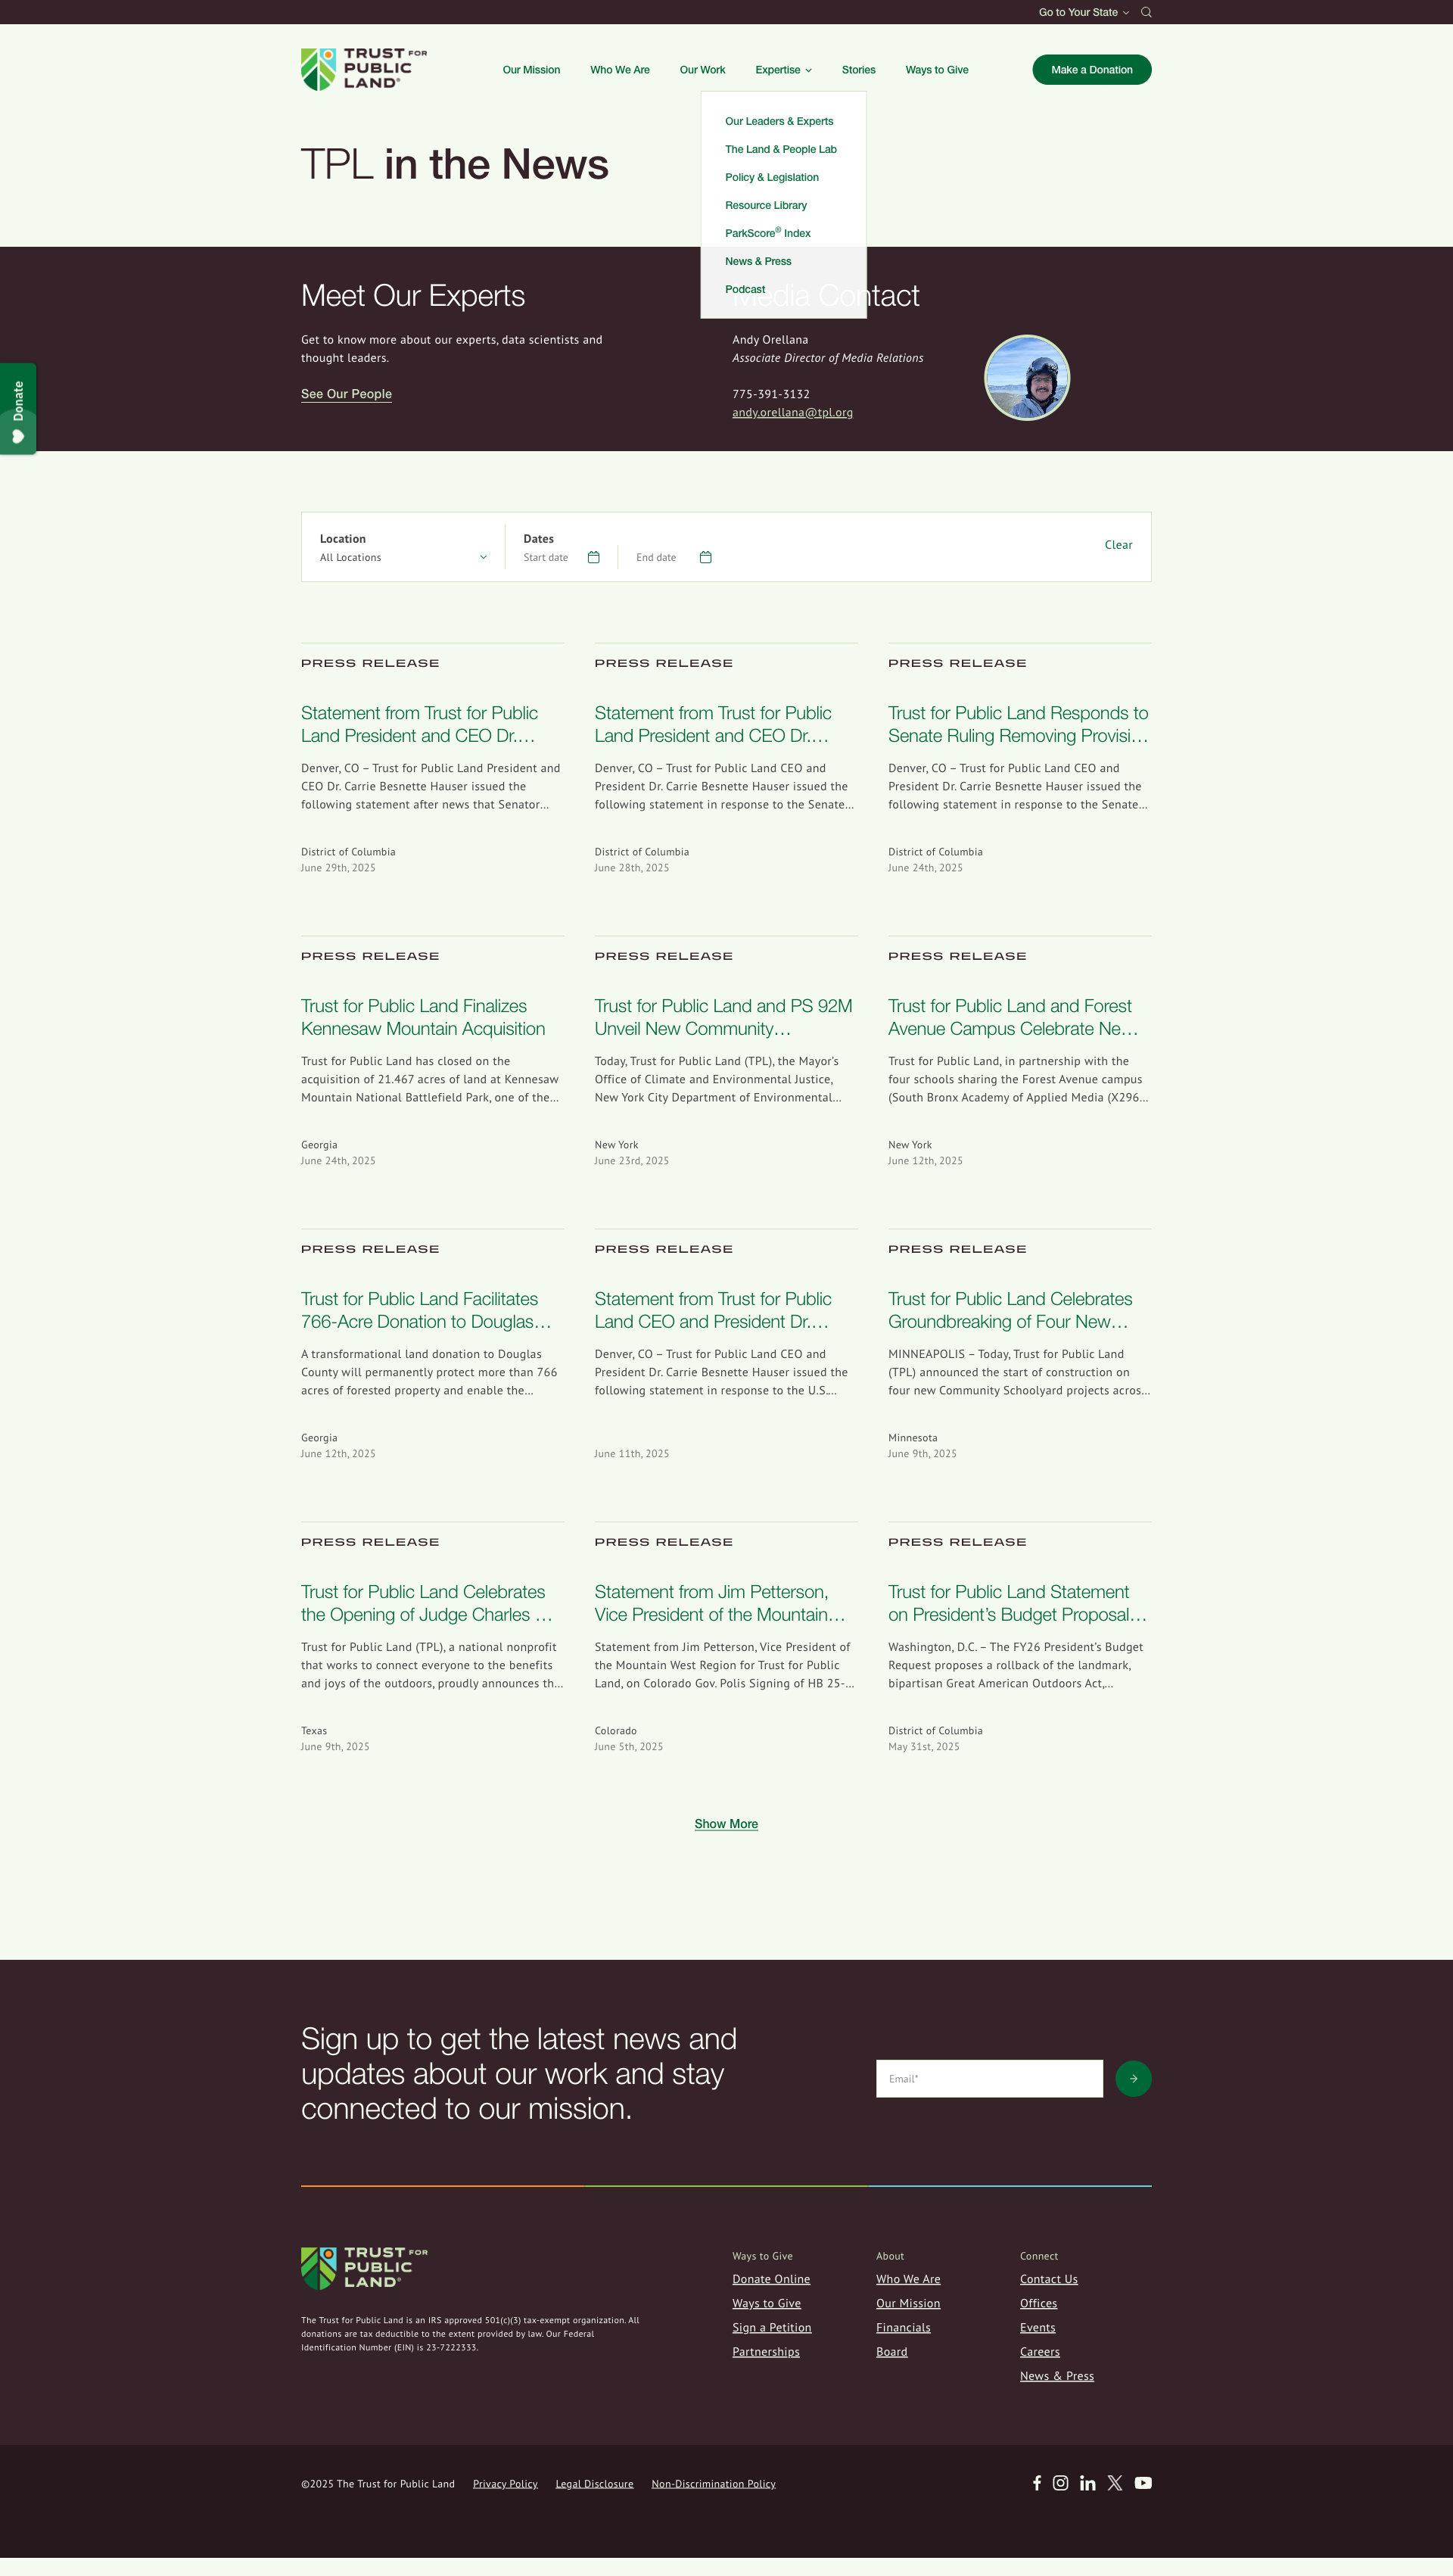 Go to Your State
TRUST FOR
PUBLIC
LAND®
Our Mission
Who We Are
Our Work
Expertise
Stories
Ways to Give
Make a Donation
Our Leaders & Experts
The Land & People Lab
Policy & Legislation
Resource Library
ParkScore® Index
News & Press
Podcast
TPL in the News
Meet Our Experts
Get to know more about our experts, data scientists and
thought leaders.
See Our People
Media Contact
Andy Orellana
Associate Director of Media Relations
775-391-3132
andy.orellana@tpl.org
Donate
Location
All Locations
Dates
Start date
End date
Clear
PRESS RELEASE
Statement from Trust for Public
Land President and CEO Dr.…
Denver, CO – Trust for Public Land President and
CEO Dr. Carrie Besnette Hauser issued the
following statement after news that Senator…
District of Columbia
June 29th, 2025
PRESS RELEASE
Statement from Trust for Public
Land President and CEO Dr.…
Denver, CO – Trust for Public Land CEO and
President Dr. Carrie Besnette Hauser issued the
following statement in response to the Senate…
District of Columbia
June 28th, 2025
PRESS RELEASE
Trust for Public Land Responds to
Senate Ruling Removing Provisi…
Denver, CO – Trust for Public Land CEO and
President Dr. Carrie Besnette Hauser issued the
following statement in response to the Senate…
District of Columbia
June 24th, 2025
PRESS RELEASE
Trust for Public Land Finalizes
Kennesaw Mountain Acquisition
Trust for Public Land has closed on the
acquisition of 21.467 acres of land at Kennesaw
Mountain National Battlefield Park, one of the…
Georgia
June 24th, 2025
PRESS RELEASE
Trust for Public Land and PS 92M
Unveil New Community…
Today, Trust for Public Land (TPL), the Mayor’s
Office of Climate and Environmental Justice,
New York City Department of Environmental…
New York
June 23rd, 2025
PRESS RELEASE
Trust for Public Land and Forest
Avenue Campus Celebrate Ne…
Trust for Public Land, in partnership with the
four schools sharing the Forest Avenue campus
(South Bronx Academy of Applied Media (X296…
New York
June 12th, 2025
PRESS RELEASE
Trust for Public Land Facilitates
766-Acre Donation to Douglas…
A transformational land donation to Douglas
County will permanently protect more than 766
acres of forested property and enable the…
Georgia
June 12th, 2025
PRESS RELEASE
Statement from Trust for Public
Land CEO and President Dr.…
Denver, CO – Trust for Public Land CEO and
President Dr. Carrie Besnette Hauser issued the
following statement in response to the U.S.…
June 11th, 2025
PRESS RELEASE
Trust for Public Land Celebrates
Groundbreaking of Four New…
MINNEAPOLIS – Today, Trust for Public Land
(TPL) announced the start of construction on
four new Community Schoolyard projects acros…
Minnesota
June 9th, 2025
PRESS RELEASE
Trust for Public Land Celebrates
the Opening of Judge Charles …
Trust for Public Land (TPL), a national nonprofit
that works to connect everyone to the benefits
and joys of the outdoors, proudly announces th…
Texas
June 9th, 2025
PRESS RELEASE
Statement from Jim Petterson,
Vice President of the Mountain…
Statement from Jim Petterson, Vice President of
the Mountain West Region for Trust for Public
Land, on Colorado Gov. Polis Signing of HB 25-…
Colorado
June 5th, 2025
PRESS RELEASE
Trust for Public Land Statement
on President’s Budget Proposal…
Washington, D.C. – The FY26 President’s Budget
Request proposes a rollback of the landmark,
bipartisan Great American Outdoors Act,…
District of Columbia
May 31st, 2025
Show More
Sign up to get the latest news and
updates about our work and stay
connected to our mission.
Email*
TRUST FOR
PUBLIC
LAND®
The Trust for Public Land is an IRS approved 501(c)(3) tax-exempt organization. All
donations are tax deductible to the extent provided by law. Our Federal
Identification Number (EIN) is 23-7222333.
Ways to Give
Donate Online
Ways to Give
Sign a Petition
Partnerships
About
Who We Are
Our Mission
Financials
Board
Connect
Contact Us
Offices
Events
Careers
News & Press
©2025 The Trust for Public Land
Privacy Policy
Legal Disclosure
Non-Discrimination Policy